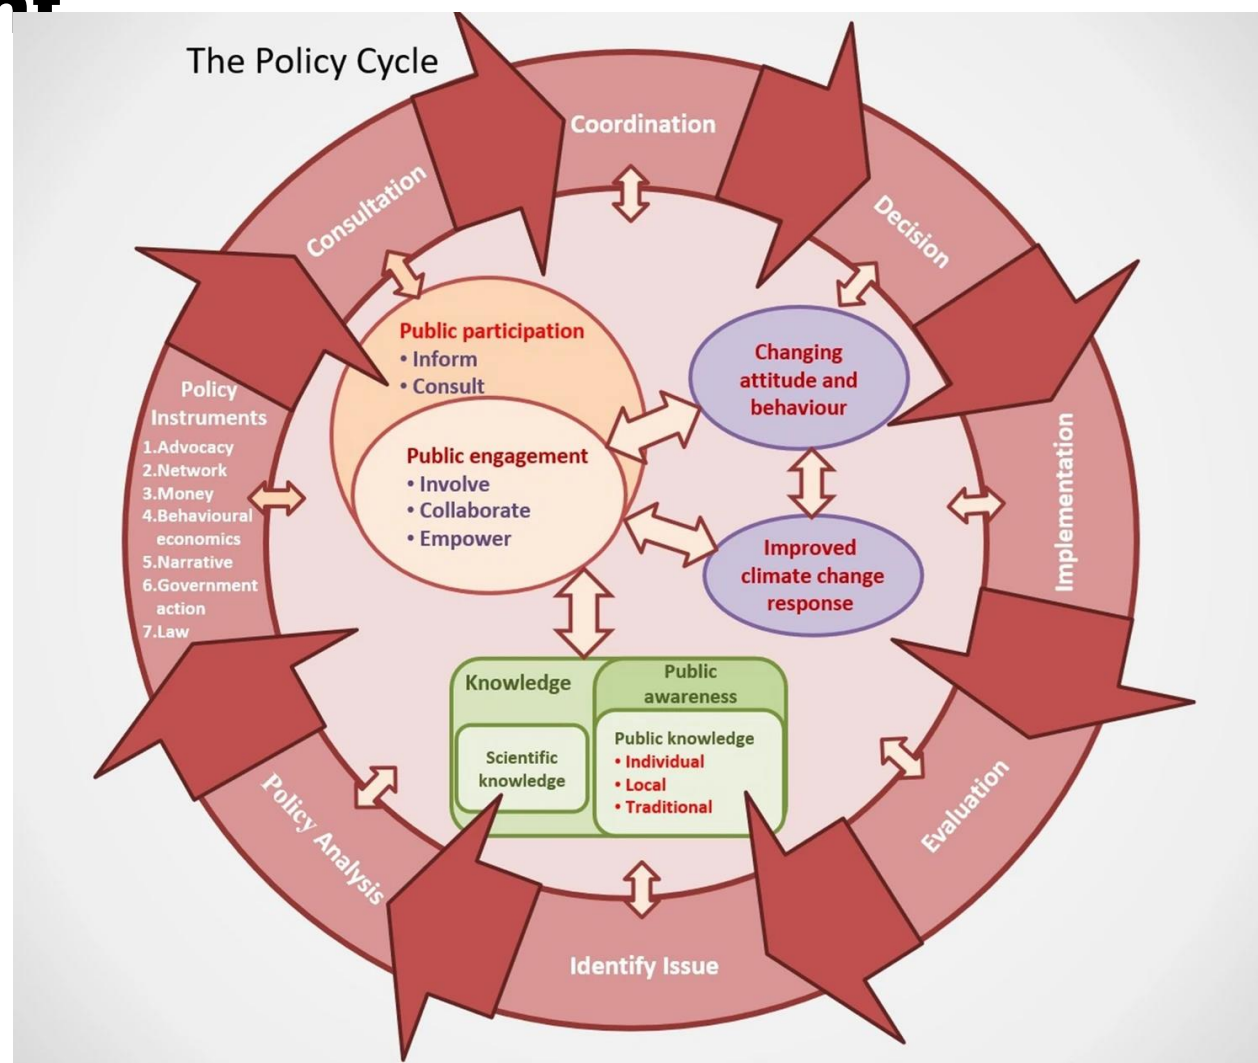 The Policy Cycle
Coordination
Decision
Implementation
Evaluation
Identify Issue
Policy Analysis
Policy
Instruments
1.Advocacy
2.Network
3.Money
4.Behavioural
economics
5.Narrative
6.Government
action
7.Law
Consultation
Public participation
• Inform
• Consult
Public engagement
• Involve
• Collaborate
• Empower
Changing
attitude and
behaviour
Improved
climate change
response
Knowledge
Scientific
knowledge
Public
awareness
Public knowledge
• Individual
• Local
• Traditional